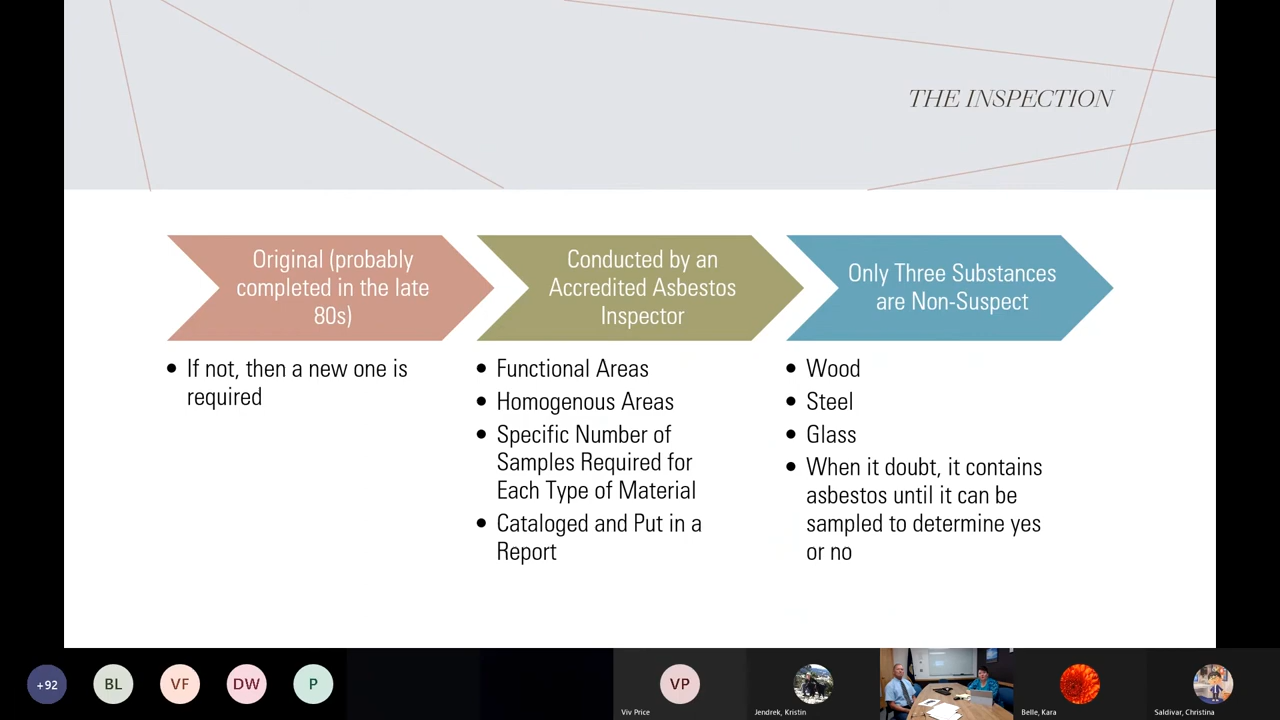 THE INSPECTION
Original (probably
completed in the late
80s)
• If not, then a new one is
required
Conducted by an
Accredited Asbestos
Inspector
• Functional Areas
• Homogenous Areas
• Specific Number of
Samples Required for
Each Type of Material
• Cataloged and Put in a
Report
Only Three Substances
are Non-Suspect
• Wood
• Steel
• Glass
• When it doubt, it contains
asbestos until it can be
sampled to determine yes
or no
+92
BL
VF
DW
P
VP
Viv Price
Jendrek, Kristin
Belle, Kara
Saldivar, Christina